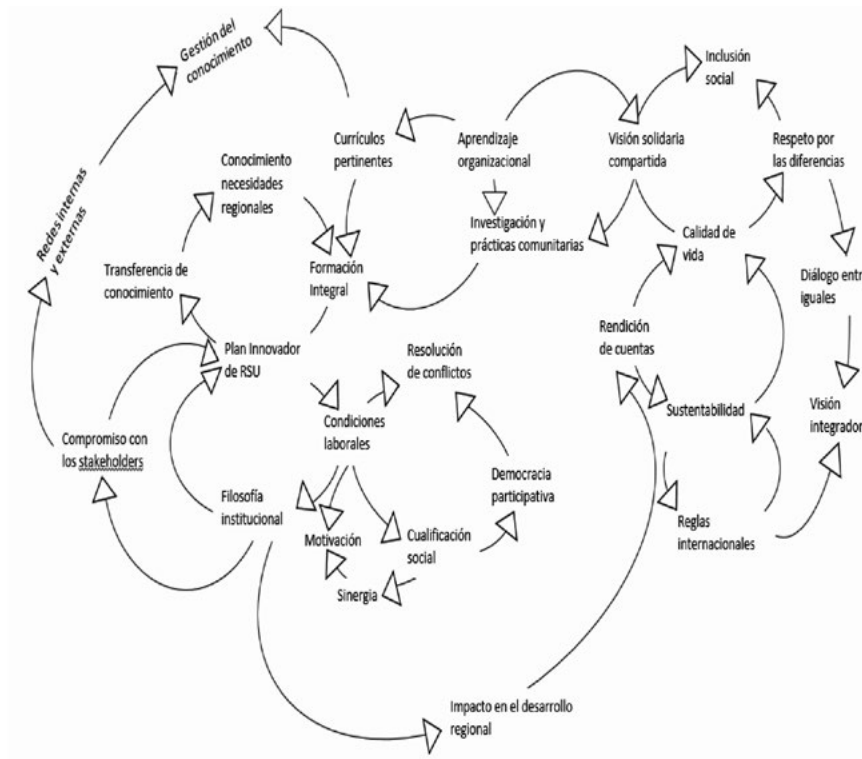 Gestión del
conocimiento
Inclusión
social
Currículos
pertinentes
Aprendizaje
organizacional
Visión solidaria
compartida
Respeto por
las diferencias
Conocimiento
necesidades
regionales
Redes internas
y externas
Investigación y
prácticas comunitarias
Calidad de
vida
Transferencia de
conocimiento
Formación
Integral
Diálogo entr
iguales
Rendición
de cuentas
Plan Innovador
de RSU
Resolución
de conflictos
Condiciones
laborales
Sustentabilidad
Visión
integrador
Compromiso con
los stakeholders
Democracia
participativa
Filosofía
institucional
Reglas
internacionales
Motivación
Cualificación
social
Sinergia
Impacto en el desarrollo
regional